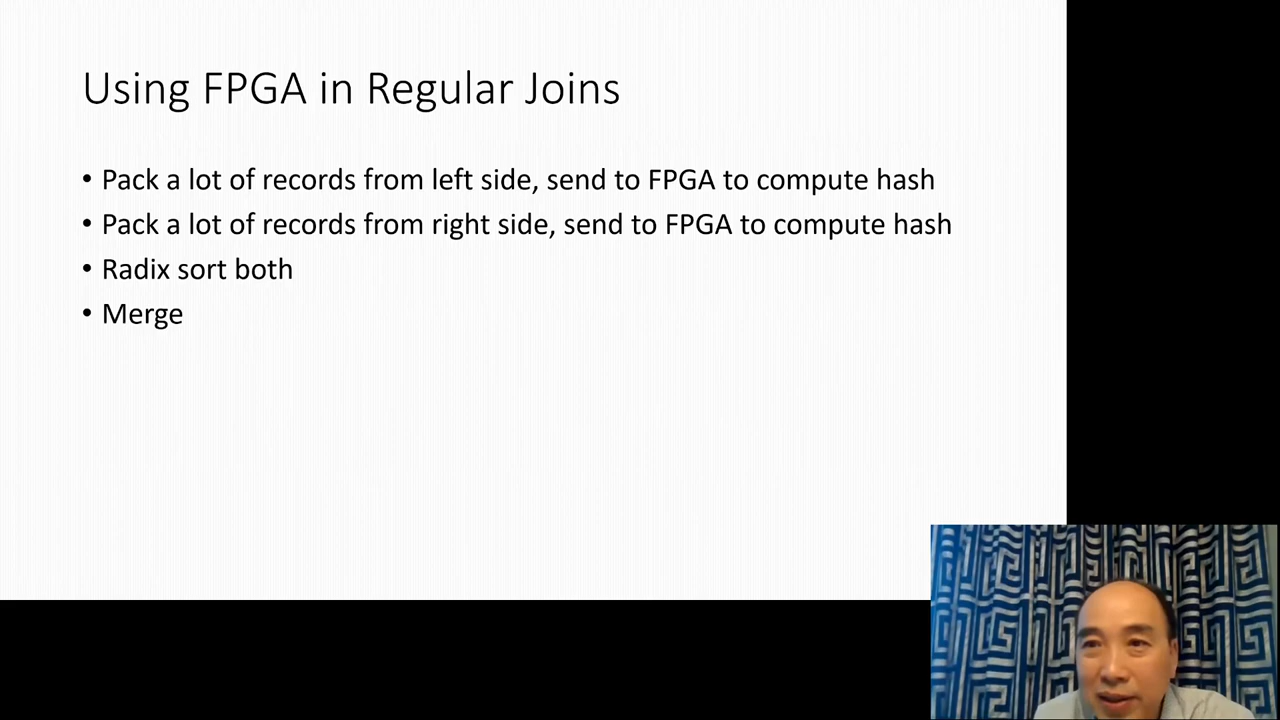 Using FPGA in Regular Joins
• Pack a lot of records from left side, send to FPGA to compute hash
• Pack a lot of records from right side, send to FPGA to compute hash
• Radix sort both
• Merge